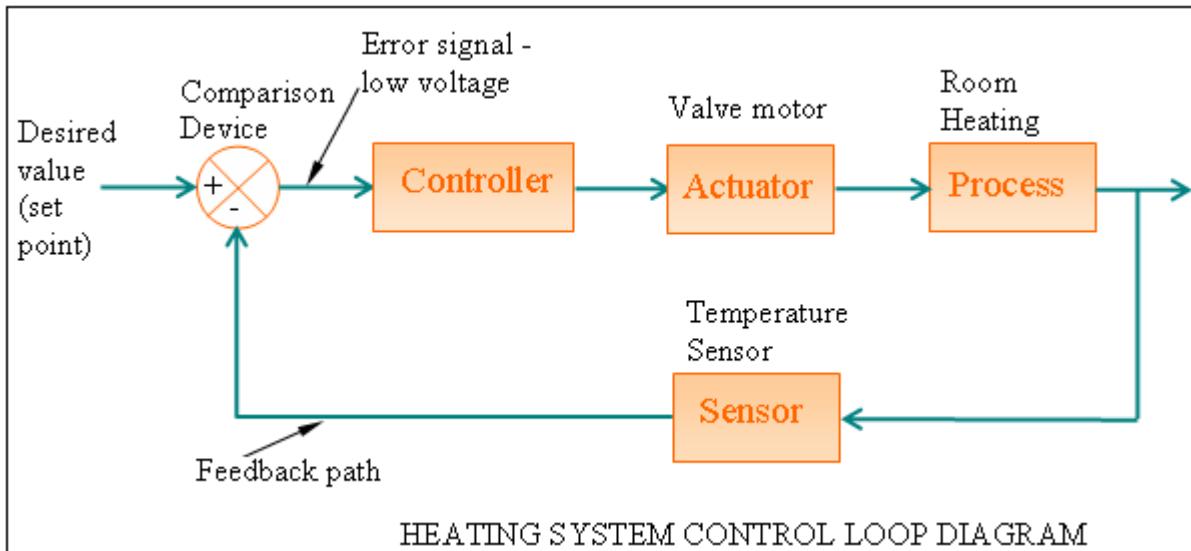 Error signal -
low voltage
Comparison
Device
Desired
value
(set
point)
+
-
Controller
Valve motor
Actuator
Room
Heating
Process
Temperature
Sensor
Sensor
Feedback path
HEATING SYSTEM CONTROL LOOP DIAGRAM